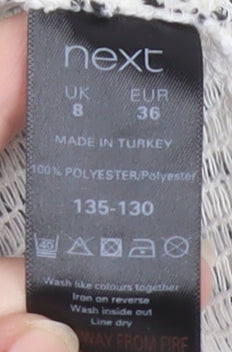 next
UK EUR
8 36
MADE IN TURKEY
100% POLYESTER/Polyester
135-130
40
Wash like colours together
Iron on reverse
Wash inside out
Line dry
AWAY FROM FIRE